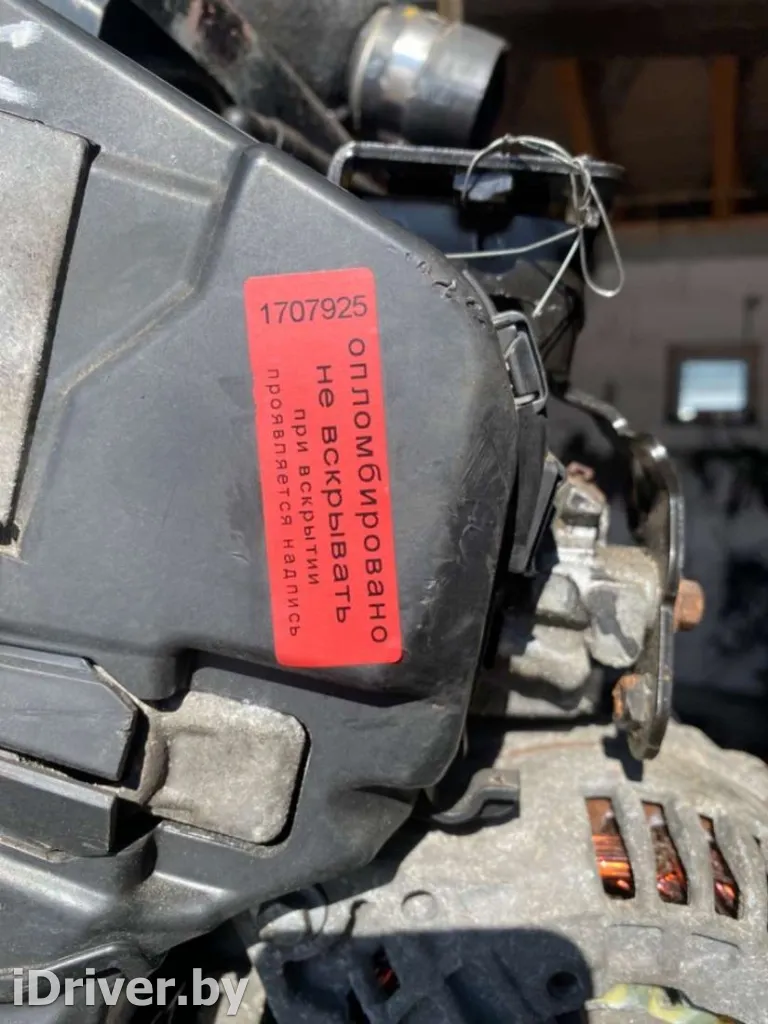 1707925
опломбировано
не вскрывать
при вскрытии
проявляется надпись
iDriver.by